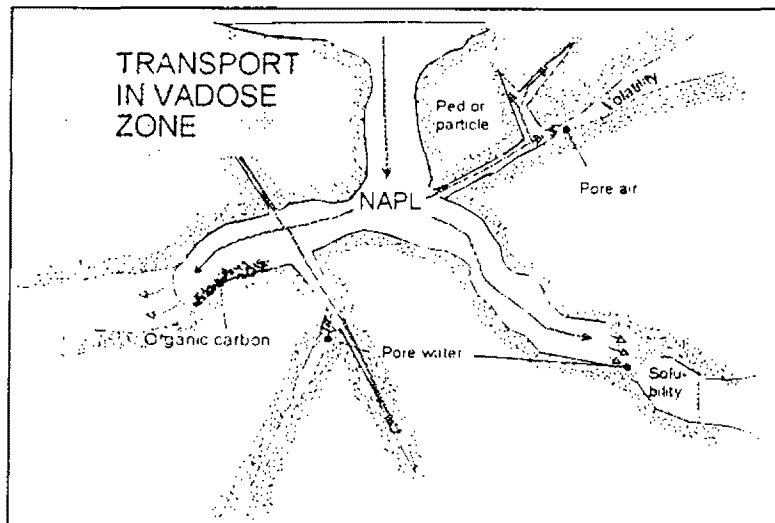 TRANSPORT
IN VADOSE
ZONE
Ped or
particle
Volatility
Pore air
NAPL
Organic carbon
Pore water
Solu-
bility